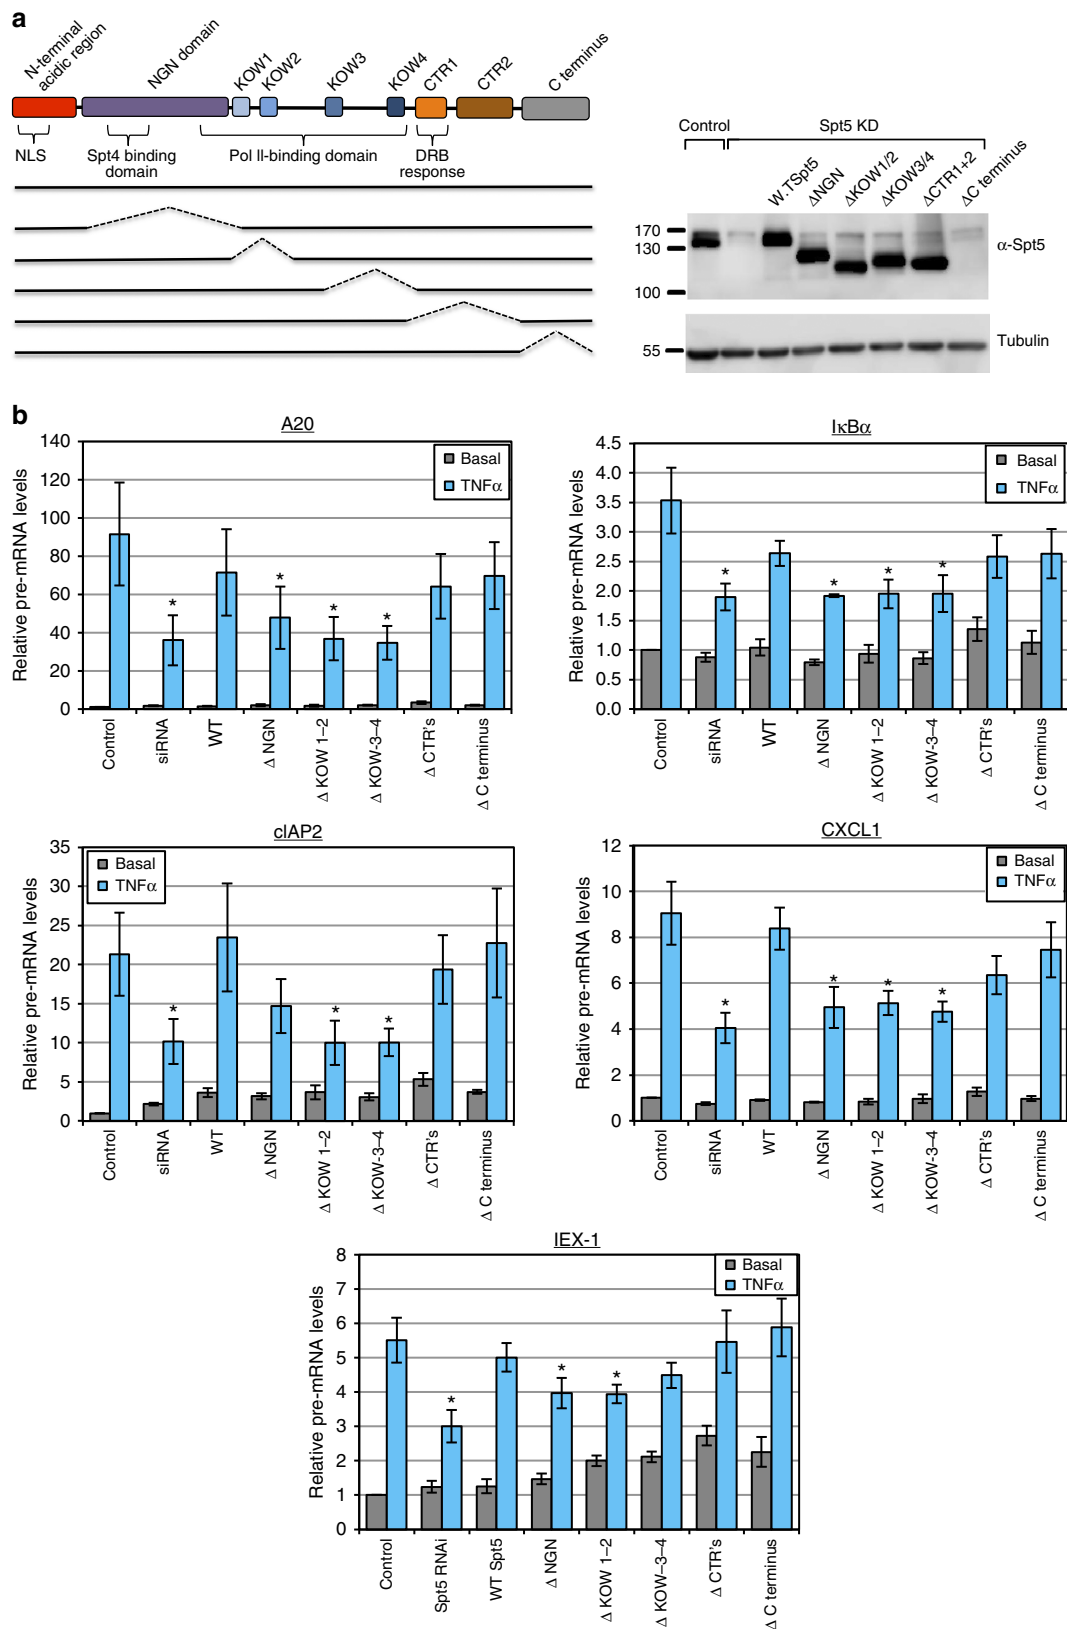 a
N-terminal
acidic region
NGN domain
KOW1
KOW2
KOW3
KOW4
CTR1
CTR2
C terminus
NLS
Spt4 binding
domain
Pol II-binding domain
DRB
response
Control
Spt5 KD
W.TSpt5
ΔNGN
ΔKOW1/2
ΔKOW3/4
ΔCTR1+2
ΔC terminus
170
130
100
α-Spt5
55
Tubulin
b
A20
Relative pre-mRNA levels
140
120
100
80
60
40
20
0
Basal
TNFα
*
*
*
*
Control
siRNA
WT
Δ NGN
Δ KOW 1–2
Δ KOW-3–4
Δ CTR's
Δ C terminus
IκBα
Relative pre-mRNA levels
4.5
4.0
3.5
3.0
2.5
2.0
1.5
1.0
0.5
0.0
Basal
TNFα
*
*
*
*
Control
siRNA
WT
Δ NGN
Δ KOW 1–2
Δ KOW-3–4
Δ CTR's
Δ C terminus
cIAP2
Relative pre-mRNA levels
35
30
25
20
15
10
5
0
Basal
TNFα
*
*
*
Control
siRNA
WT
Δ NGN
Δ KOW 1–2
Δ KOW-3–4
Δ CTR's
Δ C terminus
CXCL1
Relative pre-mRNA levels
12
10
8
6
4
2
0
Basal
TNFα
*
*
*
*
Control
siRNA
WT
Δ NGN
Δ KOW 1–2
Δ KOW-3–4
Δ CTR's
Δ C terminus
IEX-1
Relative pre-mRNA levels
8
7
6
5
4
3
2
1
0
Basal
TNFα
*
*
*
Control
Spt5 RNAi
WT Spt5
Δ NGN
Δ KOW 1–2
Δ KOW–3–4
Δ CTR's
Δ C terminus